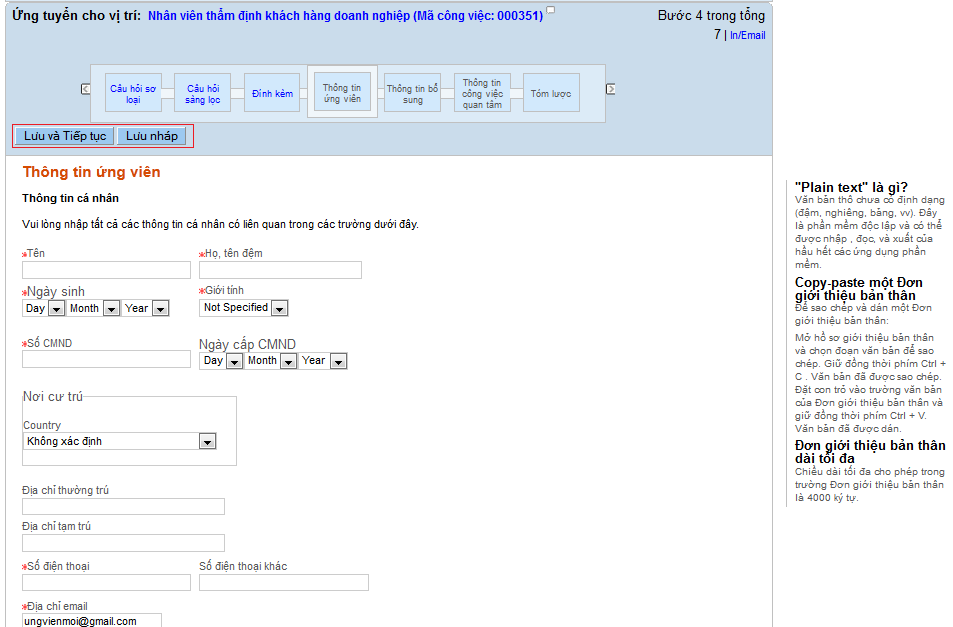 Ứng tuyển cho vị trí: Nhân viên thẩm định khách hàng doanh nghiệp (Mã công việc: 000351)
Bước 4 trong tổng
7 | In/Email
Câu hỏi sơ
loại
Câu hỏi
sàng lọc
Đính kèm
Thông tin
ứng viên
Thông tin bổ
sung
Thông tin
công việc
quan tâm
Tóm lược
Lưu và Tiếp tục
Lưu nháp
Thông tin ứng viên
Thông tin cá nhân
Vui lòng nhập tất cả các thông tin cá nhân có liên quan trong các trường dưới đây.
*Tên
*Họ, tên đệm
*Ngày sinh
*Giới tính
Day Month Year
Not Specified
*Số CMND
Ngày cấp CMND
Day Month Year
Nơi cư trú
Country
Không xác định
Địa chỉ thường trú
Địa chỉ tạm trú
*Số điện thoại
Số điện thoại khác
*Địa chỉ email
ungvienmoi@gmail.com
"Plain text" là gì?
Văn bản thô chưa có định dạng
(đậm, nghiêng, bảng, vv). Đây
là phần mềm độc lập và có thể
được nhập , đọc, và xuất của
hầu hết các ứng dụng phần
mềm.
Copy-paste một Đơn
giới thiệu bản thân
Để sao chép và dán một Đơn
giới thiệu bản thân:
Mở hồ sơ giới thiệu bản thân
và chọn đoạn văn bản để sao
chép. Giữ đồng thời phím Ctrl +
C . Văn bản đã được sao chép.
Đặt con trỏ vào trường văn bản
của Đơn giới thiệu bản thân và
giữ đồng thời phím Ctrl + V.
Văn bản đã được dán.
Đơn giới thiệu bản thân
dài tối đa
Chiều dài tối đa cho phép trong
trường Đơn giới thiệu bản thân
là 4000 ký tự.